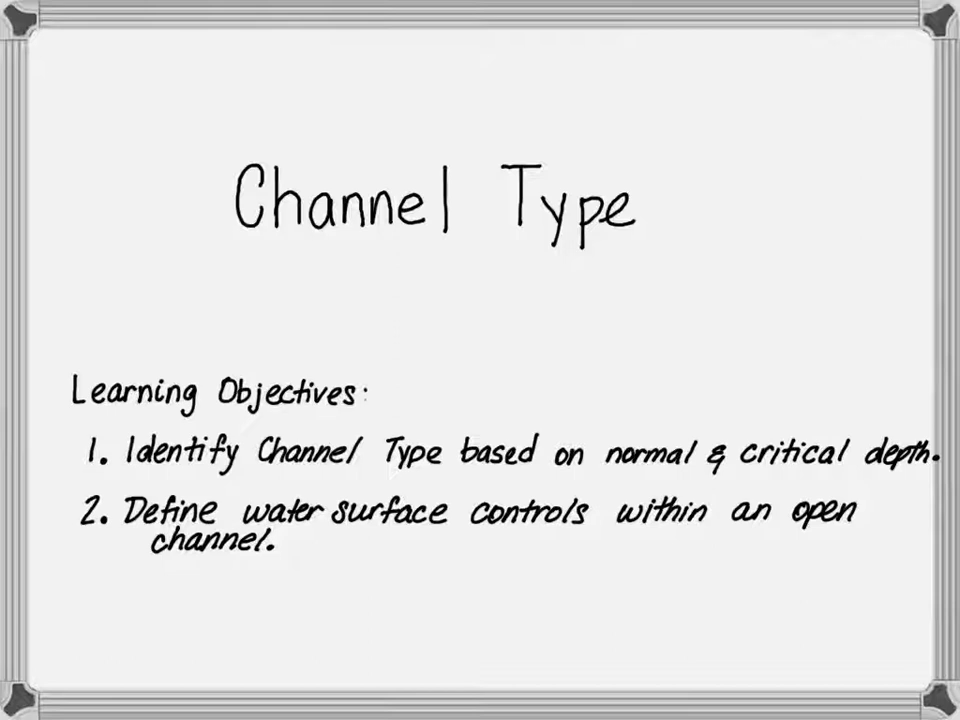 Channel Type
Learning Objectives:
1. Identify Channel Type based on normal & critical depth.
2. Define water surface controls within an open
channel.